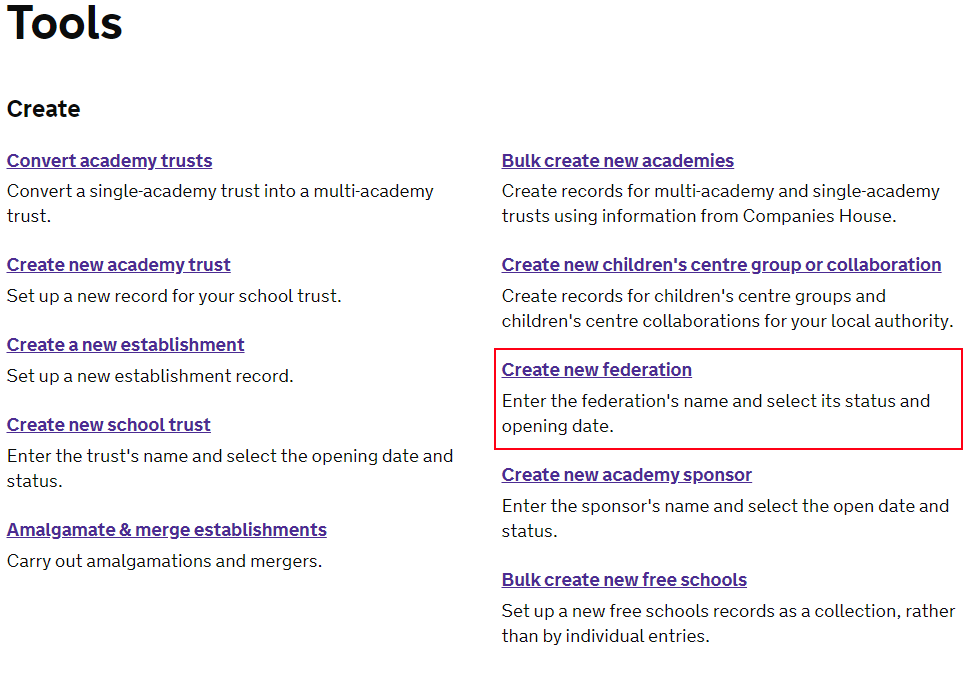 Tools
Create
Convert academy trusts
Convert a single-academy trust into a multi-academy
trust.
Create new academy trust
Set up a new record for your school trust.
Create a new establishment
Set up a new establishment record.
Create new school trust
Enter the trust's name and select the opening date and
status.
Amalgamate & merge establishments
Carry out amalgamations and mergers.
Bulk create new academies
Create records for multi-academy and single-academy
trusts using information from Companies House.
Create new children's centre group or collaboration
Create records for children's centre groups and
children's centre collaborations for your local authority.
Create new federation
Enter the federation's name and select its status and
opening date.
Create new academy sponsor
Enter the sponsor's name and select the open date and
status.
Bulk create new free schools
Set up a new free schools records as a collection, rather
than by individual entries.